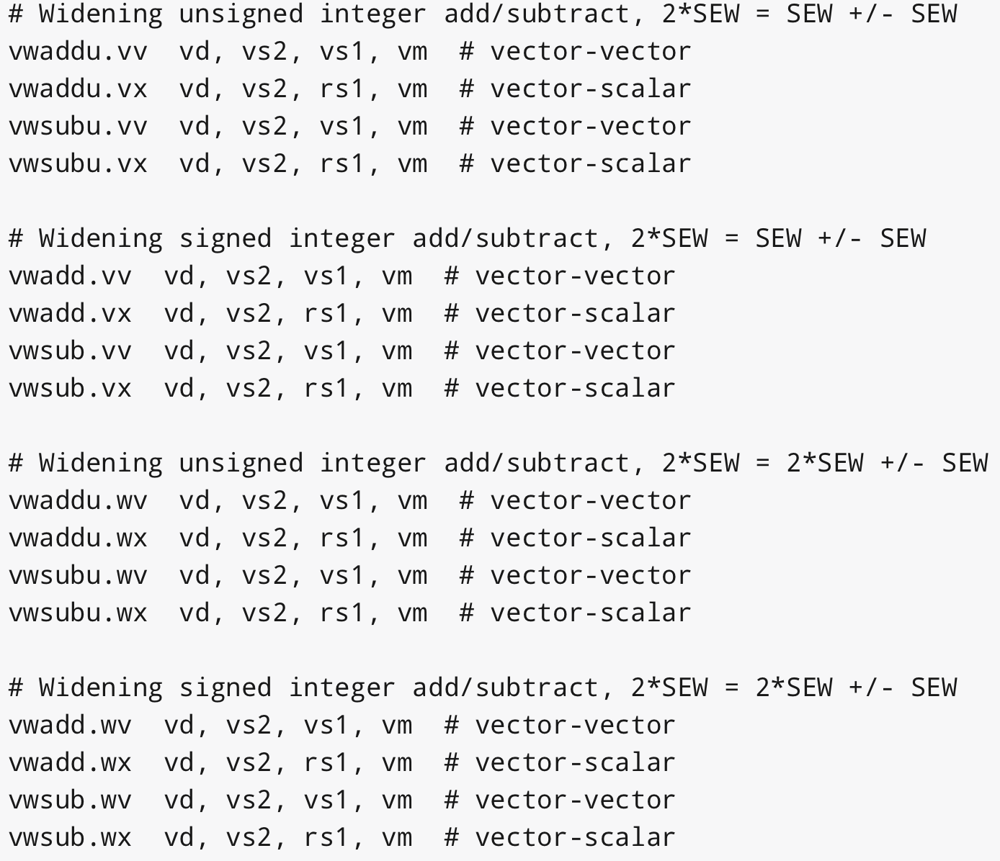 # Widening unsigned integer add/subtract, 2*SEW = SEW +/- SEW
vwaddu.vv  vd, vs2, vs1, vm  # vector-vector
vwaddu.vx  vd, vs2, rs1, vm  # vector-scalar
vwsubu.vv  vd, vs2, vs1, vm  # vector-vector
vwsubu.vx  vd, vs2, rs1, vm  # vector-scalar

# Widening signed integer add/subtract, 2*SEW = SEW +/- SEW
vwadd.vv  vd, vs2, vs1, vm  # vector-vector
vwadd.vx  vd, vs2, rs1, vm  # vector-scalar
vwsub.vv  vd, vs2, vs1, vm  # vector-vector
vwsub.vx  vd, vs2, rs1, vm  # vector-scalar

# Widening unsigned integer add/subtract, 2*SEW = 2*SEW +/- SEW
vwaddu.wv  vd, vs2, vs1, vm  # vector-vector
vwaddu.wx  vd, vs2, rs1, vm  # vector-scalar
vwsubu.wv  vd, vs2, vs1, vm  # vector-vector
vwsubu.wx  vd, vs2, rs1, vm  # vector-scalar

# Widening signed integer add/subtract, 2*SEW = 2*SEW +/- SEW
vwadd.wv  vd, vs2, vs1, vm  # vector-vector
vwadd.wx  vd, vs2, rs1, vm  # vector-scalar
vwsub.wv  vd, vs2, vs1, vm  # vector-vector
vwsub.wx  vd, vs2, rs1, vm  # vector-scalar